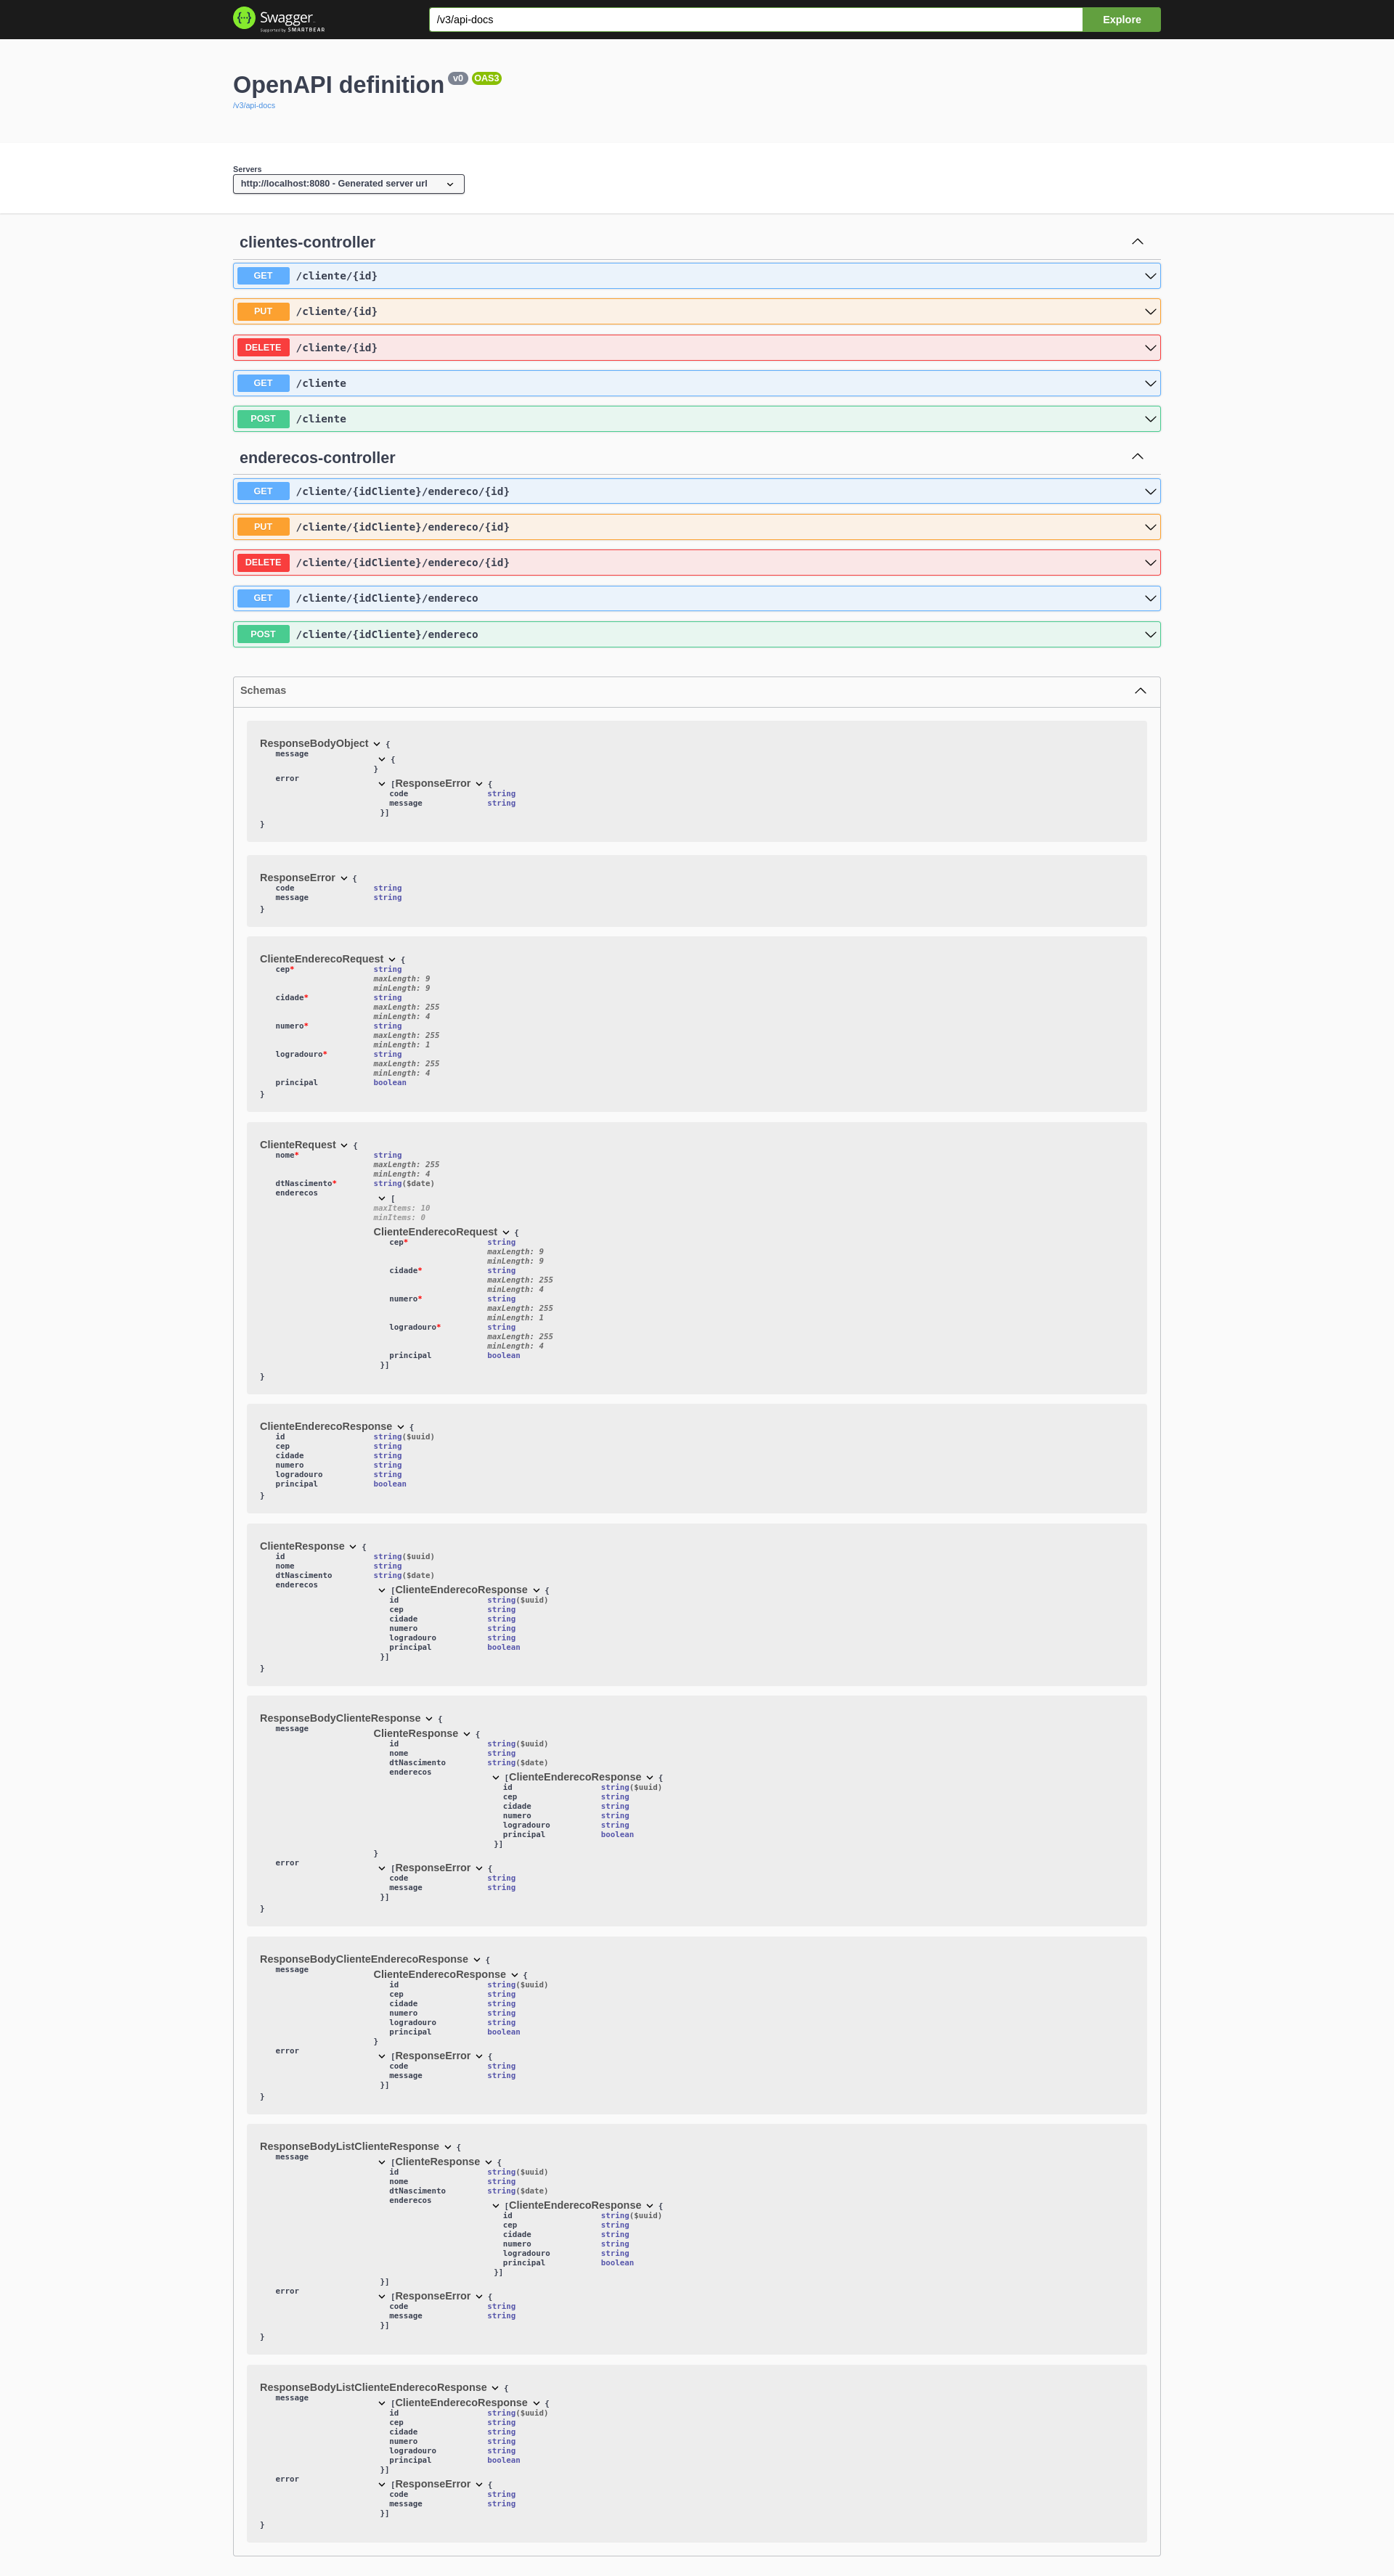 Swagger
Supported by SMARTBEAR
/v3/api-docs
Explore
OpenAPI definition v0 OAS3
/v3/api-docs
Servers
http://localhost:8080 - Generated server url
clientes-controller
GET /cliente/{id}
PUT /cliente/{id}
DELETE /cliente/{id}
GET /cliente
POST /cliente
enderecos-controller
GET /cliente/{idCliente}/endereco/{id}
PUT /cliente/{idCliente}/endereco/{id}
DELETE /cliente/{idCliente}/endereco/{id}
GET /cliente/{idCliente}/endereco
POST /cliente/{idCliente}/endereco
Schemas
ResponseBodyObject {
message
{
}
error
[ResponseError {
code string
message string
}]
}
ResponseError {
code string
message string
}
ClienteEnderecoRequest {
cep* string
maxLength: 9
minLength: 9
cidade* string
maxLength: 255
minLength: 4
numero* string
maxLength: 255
minLength: 1
logradouro* string
maxLength: 255
minLength: 4
principal boolean
}
ClienteRequest {
nome* string
maxLength: 255
minLength: 4
dtNascimento* string($date)
enderecos
[
maxItems: 10
minItems: 0
ClienteEnderecoRequest {
cep* string
maxLength: 9
minLength: 9
cidade* string
maxLength: 255
minLength: 4
numero* string
maxLength: 255
minLength: 1
logradouro* string
maxLength: 255
minLength: 4
principal boolean
}]
}
ClienteEnderecoResponse {
id string($uuid)
cep string
cidade string
numero string
logradouro string
principal boolean
}
ClienteResponse {
id string($uuid)
nome string
dtNascimento string($date)
enderecos
[ClienteEnderecoResponse {
id string($uuid)
cep string
cidade string
numero string
logradouro string
principal boolean
}]
}
ResponseBodyClienteResponse {
message
ClienteResponse {
id string($uuid)
nome string
dtNascimento string($date)
enderecos
[ClienteEnderecoResponse {
id string($uuid)
cep string
cidade string
numero string
logradouro string
principal boolean
}]
}
error
[ResponseError {
code string
message string
}]
}
ResponseBodyClienteEnderecoResponse {
message
ClienteEnderecoResponse {
id string($uuid)
cep string
cidade string
numero string
logradouro string
principal boolean
}
error
[ResponseError {
code string
message string
}]
}
ResponseBodyListClienteResponse {
message
[ClienteResponse {
id string($uuid)
nome string
dtNascimento string($date)
enderecos
[ClienteEnderecoResponse {
id string($uuid)
cep string
cidade string
numero string
logradouro string
principal boolean
}]
}]
error
[ResponseError {
code string
message string
}]
}
ResponseBodyListClienteEnderecoResponse {
message
[ClienteEnderecoResponse {
id string($uuid)
cep string
cidade string
numero string
logradouro string
principal boolean
}]
error
[ResponseError {
code string
message string
}]
}